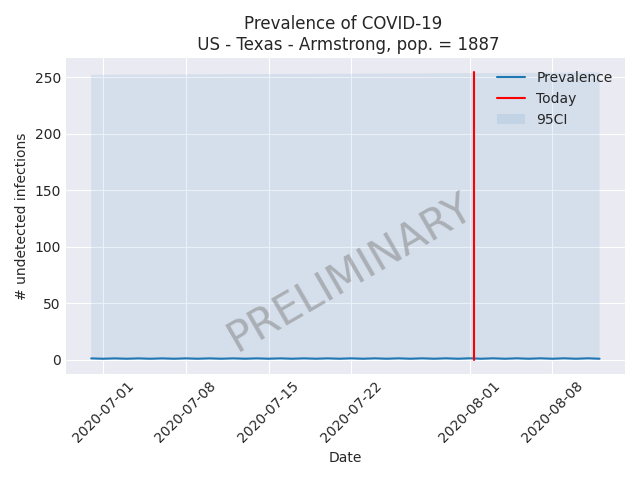 Prevalence of COVID-19
US - Texas - Armstrong, pop. = 1887
250
200
150
100
50
0
# undetected infections
Prevalence
Today
95CI
PRELIMINARY
2020-07-01
2020-07-08
2020-07-15
2020-07-22
2020-08-01
2020-08-08
Date